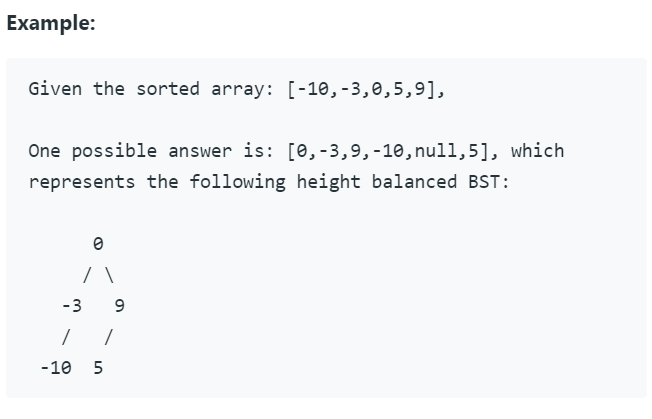 Example:
Given the sorted array: [-10,-3,0,5,9],
One possible answer is: [0,-3,9,-10,null,5], which
represents the following height balanced BST:
0
/ \
-3 9
/ /
-10 5